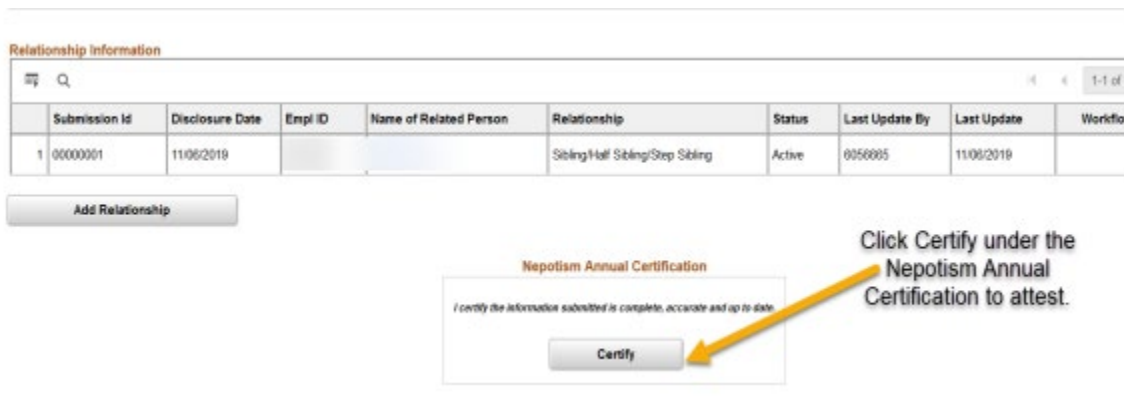 Relationship Information
1-1 of
Submission Id Disclosure Date Empl ID Name of Related Person Relationship Status Last Update By Last Update Workflo
1 00000001 11/06/2019 Sibling/Half Sibling/Step Sibling Active 6056665 11/06/2019
Add Relationship
Click Certify under the
Nepotism Annual
Certification to attest.
Nepotism Annual Certification
I certify the information submitted is complete, accurate and up to date.
Certify